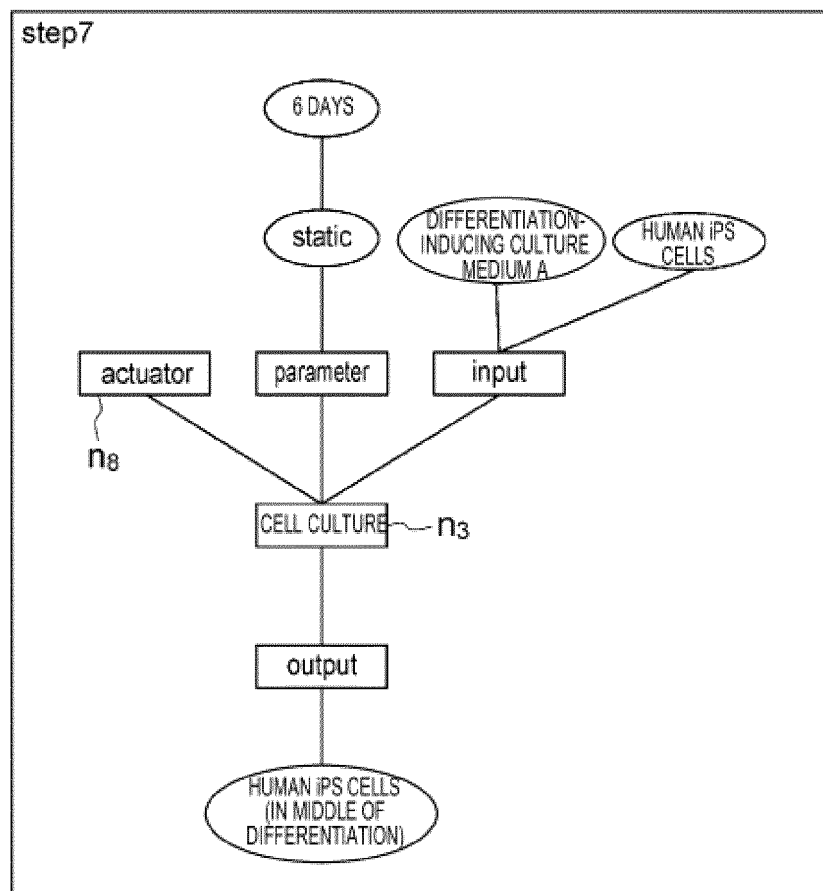 step7
6 DAYS
static
DIFFERENTIATION-
INDUCING CULTURE
MEDIUM A
HUMAN iPS
CELLS
actuator
parameter
input
n8
CELL CULTURE
n3
output
HUMAN iPS CELLS
(IN MIDDLE OF
DIFFERENTIATION)